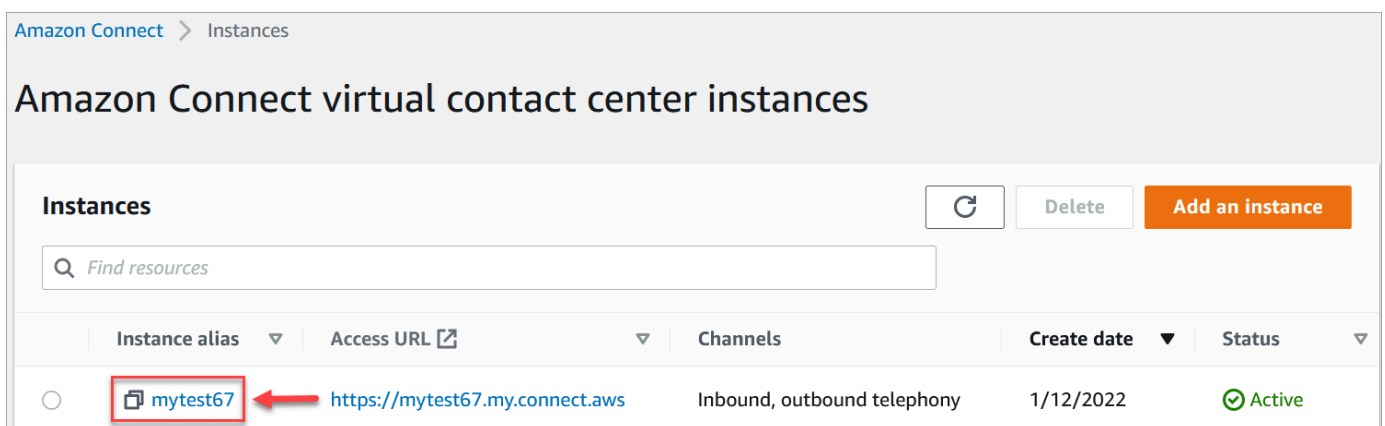 Amazon Connect > Instances
Amazon Connect virtual contact center instances
Instances
Delete
Add an instance
Find resources
Instance alias
Access URL
Channels
Create date
Status
mytest67
https://mytest67.my.connect.aws
Inbound, outbound telephony
1/12/2022
Active